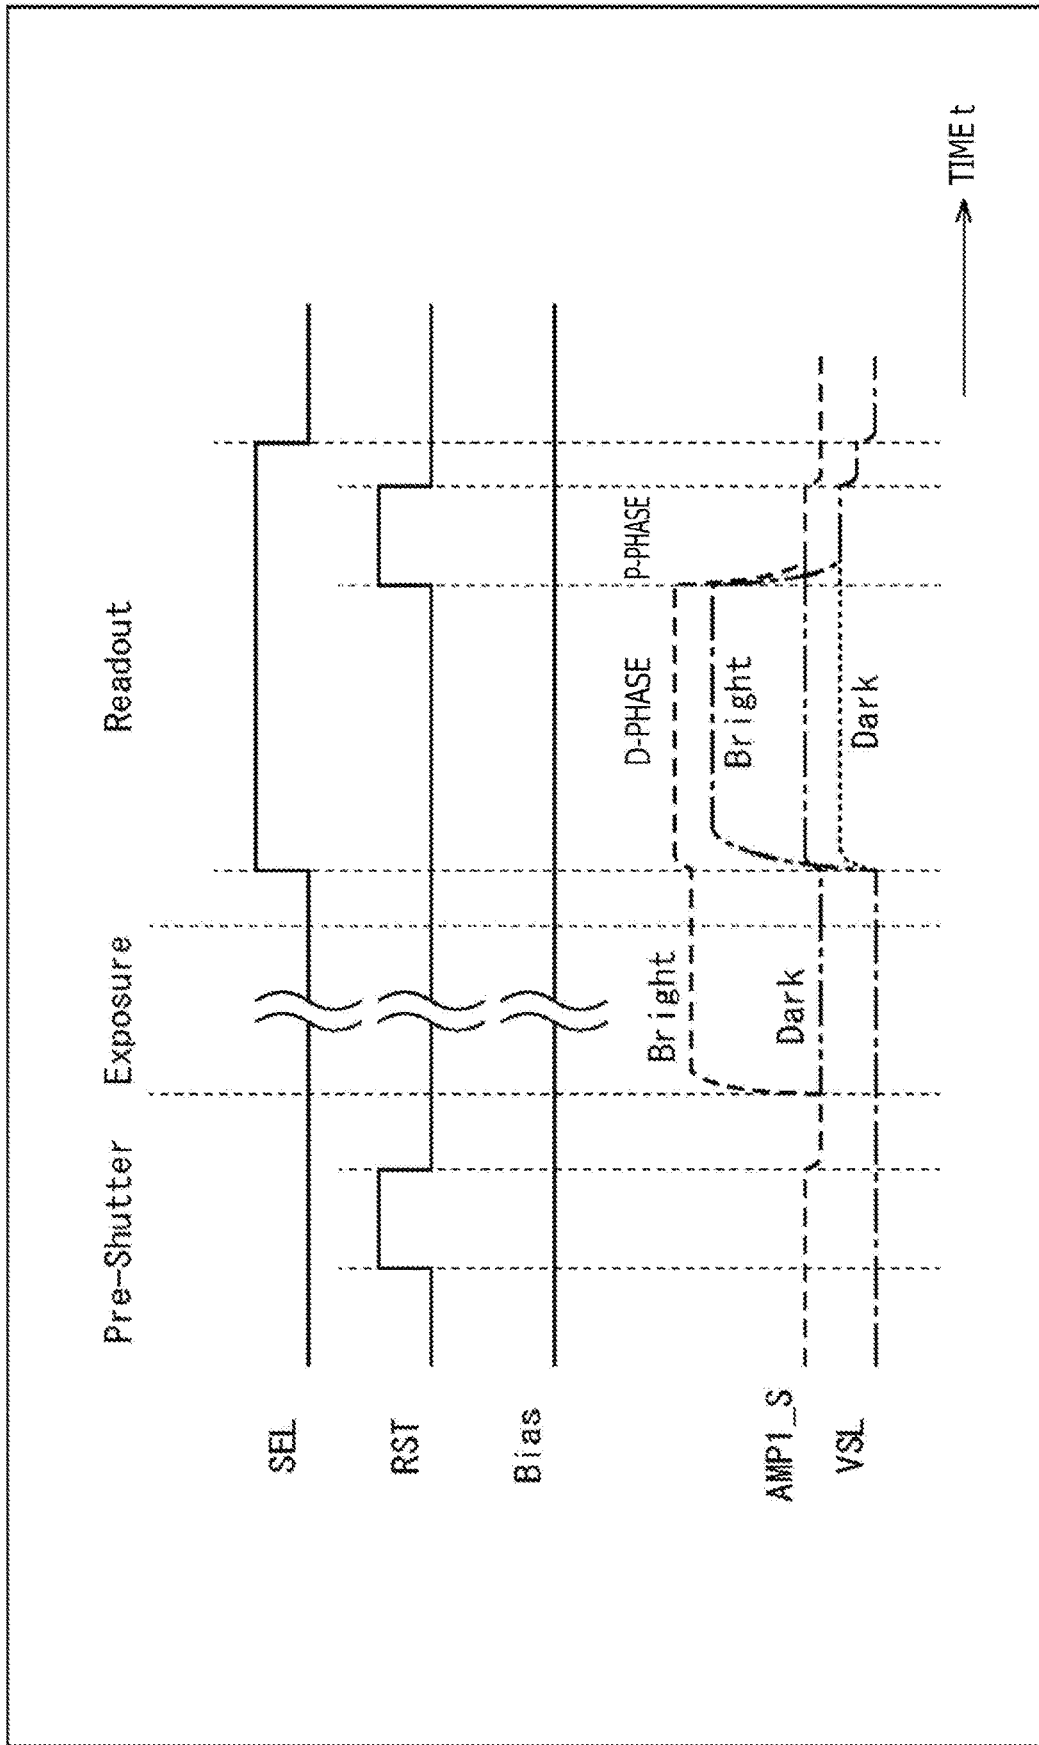 Pre-Shutter
Exposure
Readout
SEL
RST
Bias
D-PHASE
P-PHASE
Bright
Bright
Dark
Dark
AMP1_S
VSL
TIME t